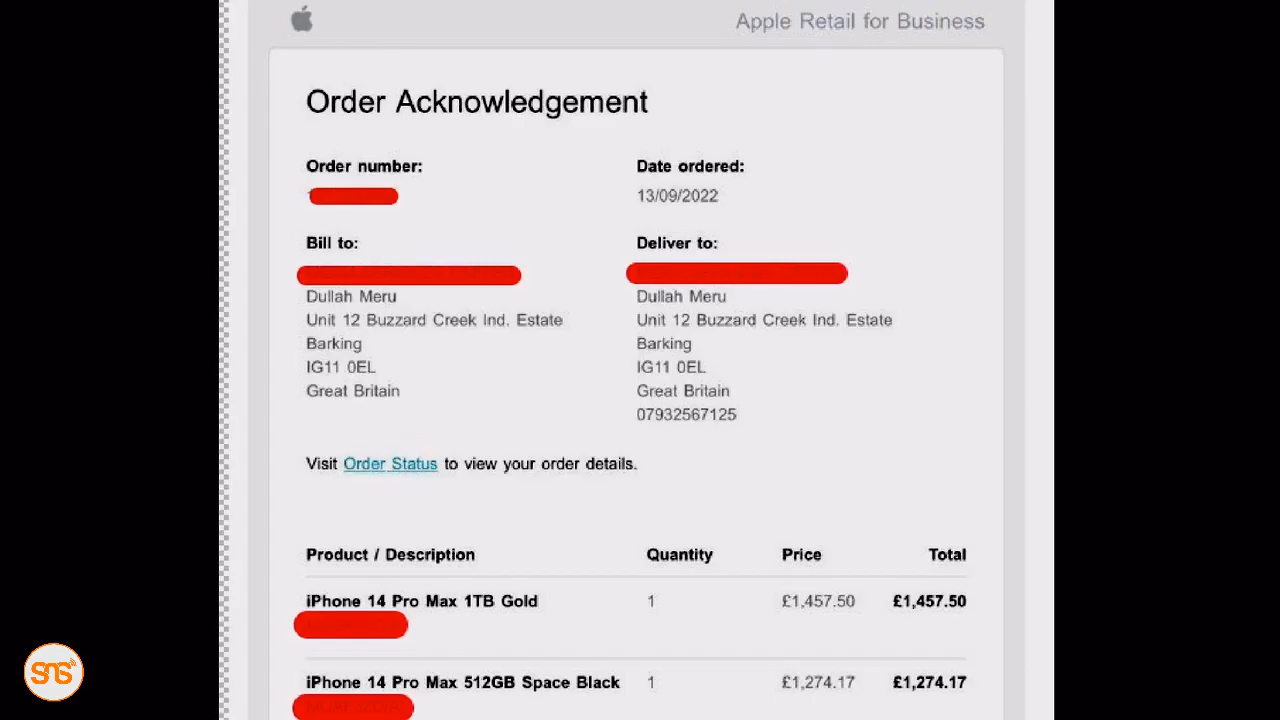 Apple Retail for Business
Order Acknowledgement
Order number: Date ordered:
13/09/2022
Bill to: Deliver to:
Dullah Meru Dullah Meru
Unit 12 Buzzard Creek Ind. Estate Unit 12 Buzzard Creek Ind. Estate
Barking Barking
IG11 0EL IG11 0EL
Great Britain Great Britain
07932567125
Visit Order Status to view your order details.
Product / Description Quantity Price Total
iPhone 14 Pro Max 1TB Gold 1 £1,457.50 £1,457.50
iPhone 14 Pro Max 512GB Space Black 1 £1,274.17 £1,274.17
SNS